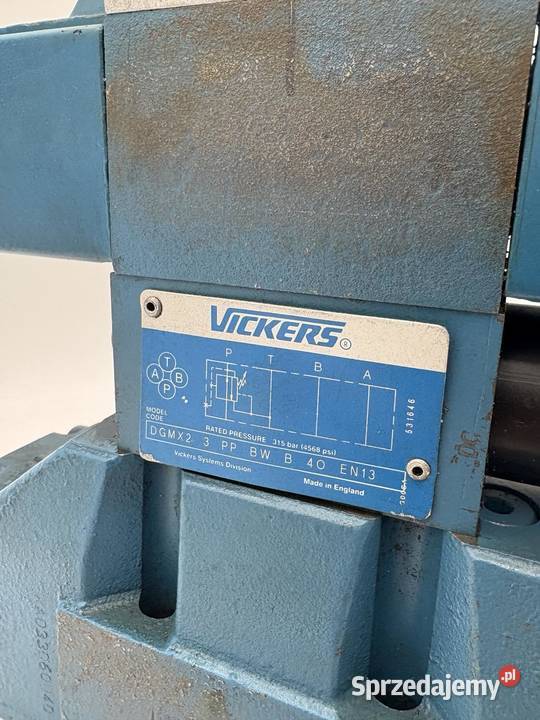 VICKERS ®
P T B A
T
A B
P
531646
MODEL
CODE
RATED PRESSURE 315 bar (4568 psi)
DGMX2 3 PP BW B 40 EN13
Vickers Systems Division
Made in England
Sprzedajemy.pl